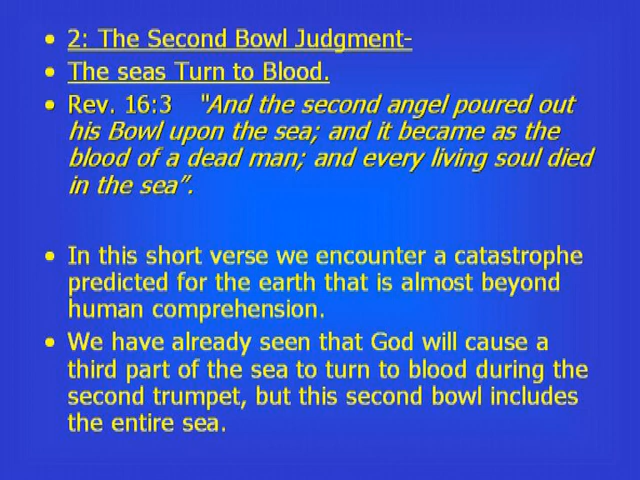 • 2: The Second Bowl Judgment-
• The seas Turn to Blood.
• Rev. 16:3 "And the second angel poured out
his Bowl upon the sea; and it became as the
blood of a dead man; and every living soul died
in the sea”.
• In this short verse we encounter a catastrophe
predicted for the earth that is almost beyond
human comprehension.
• We have already seen that God will cause a
third part of the sea to turn to blood during the
second trumpet, but this second bowl includes
the entire sea.